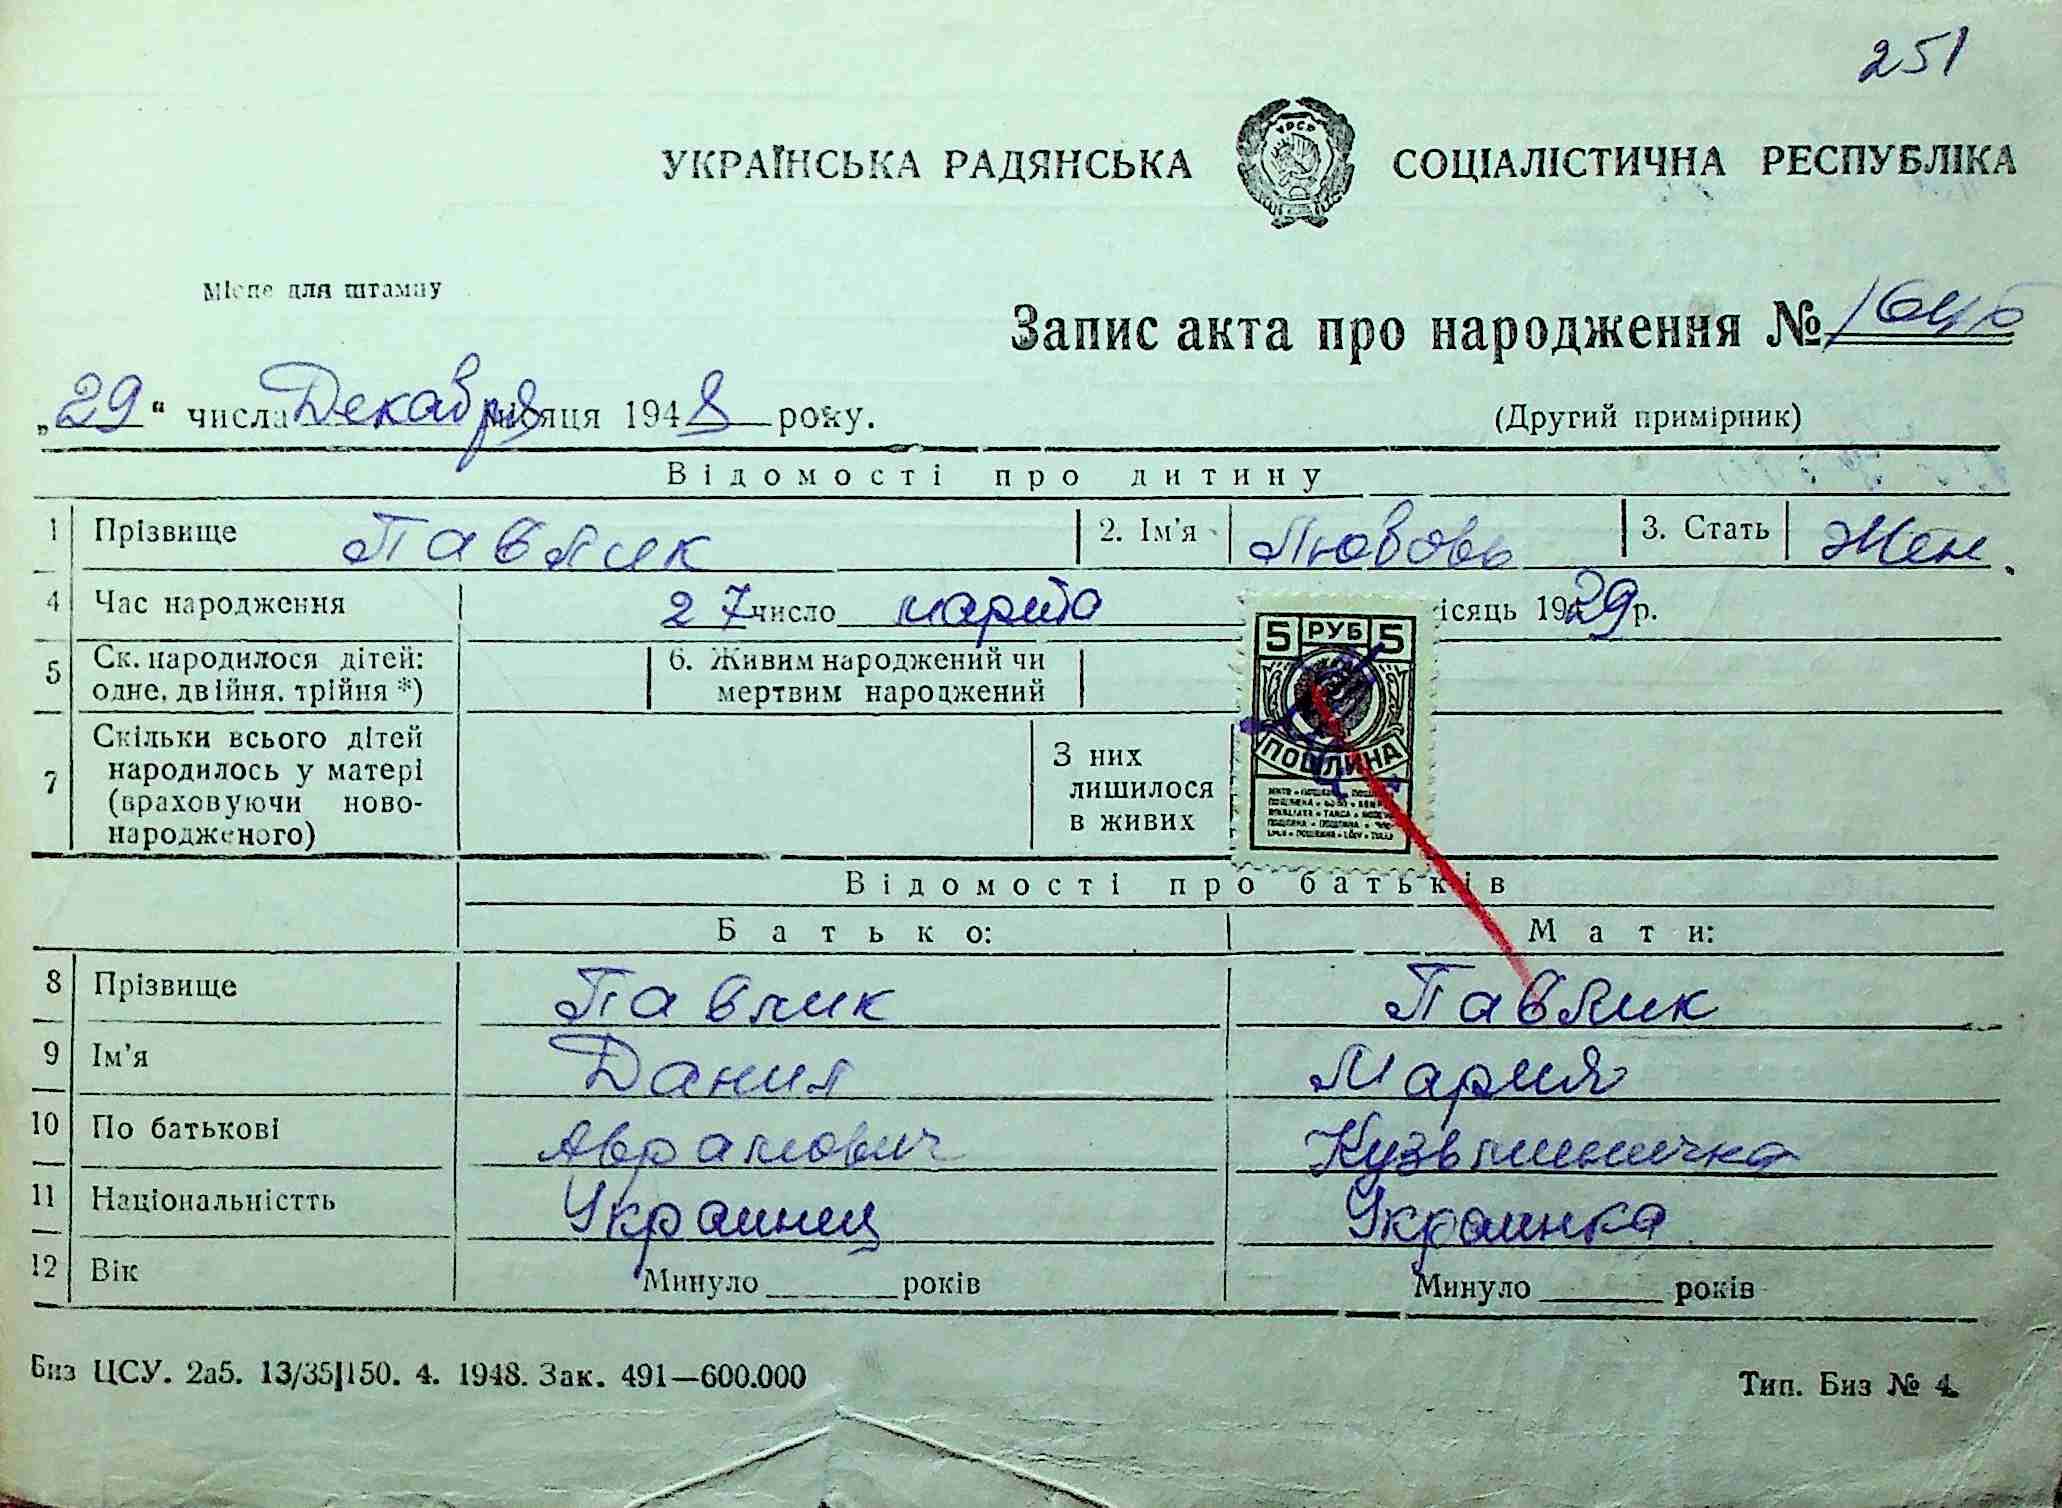 251
УКРАЇНСЬКА РАДЯНСЬКА СОЦІАЛІСТИЧНА РЕСПУБЛІКА
УРСР
Місце для штампу
Запис акта про народження №
„29“ числа Декабря місяця 1948 року.
(Другий примірник)
Відомості про дитину
1 Прізвище Павлик 2. Ім'я Любовь 3. Стать Жен.
4 Час народження 27 число марта місяць 1929 р.
5 Ск. народилося дітей: одне, двійня, трійня *) 6. Живим народжений чи мертвим народжений
7 Скільки всього дітей народилось у матері (враховуючи ново-народженого) З них лишилося в живих
5 РУБ 5
ПОШЛИНА
Відомості про батьків
Батько: Мати:
8 Прізвище Павлик Павлик
9 Ім'я Данил Мария
10 По батькові Аврамович Кузьминична
11 Національністть Украинец Украинка
12 Вік Минуло років Минуло років
Биз ЦСУ. 2а5. 13/35|150. 4. 1948. Зак. 491—600.000
Тип. Биз № 4.